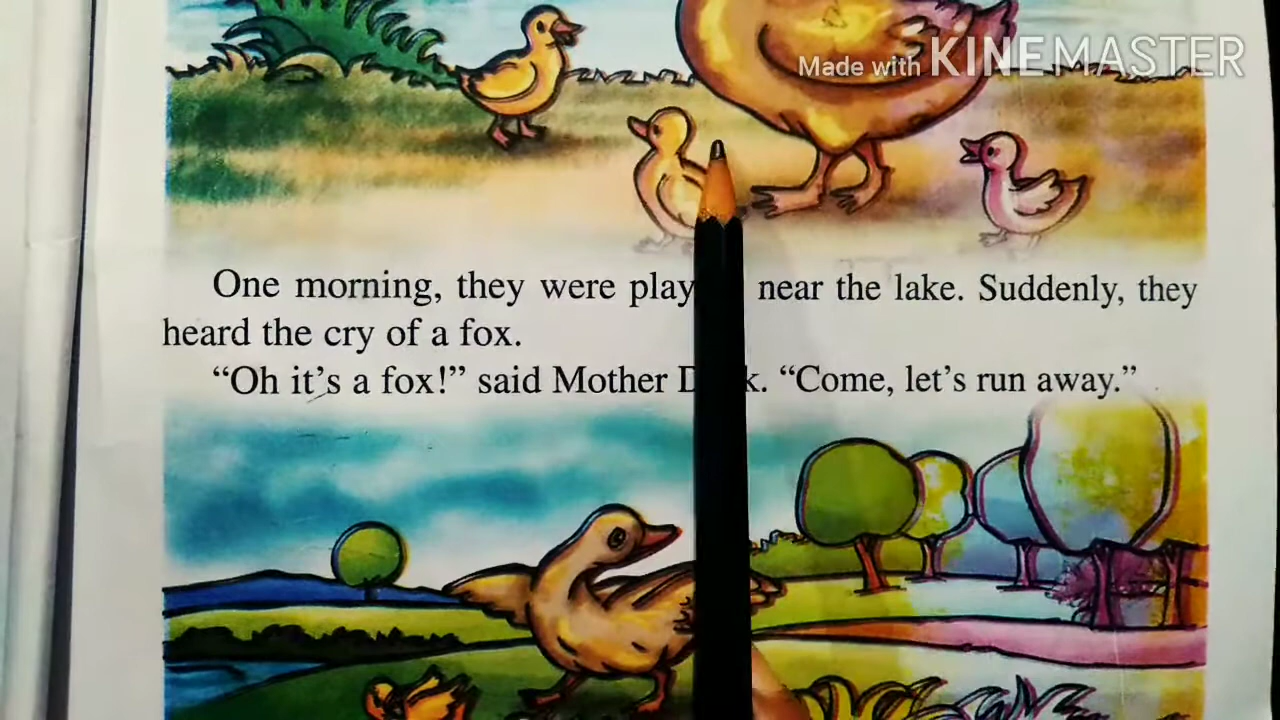 Made with KINEMASTER
One morning, they were play near the lake. Suddenly, they
heard the cry of a fox.
“Oh it’s a fox!” said Mother D k. “Come, let’s run away.”